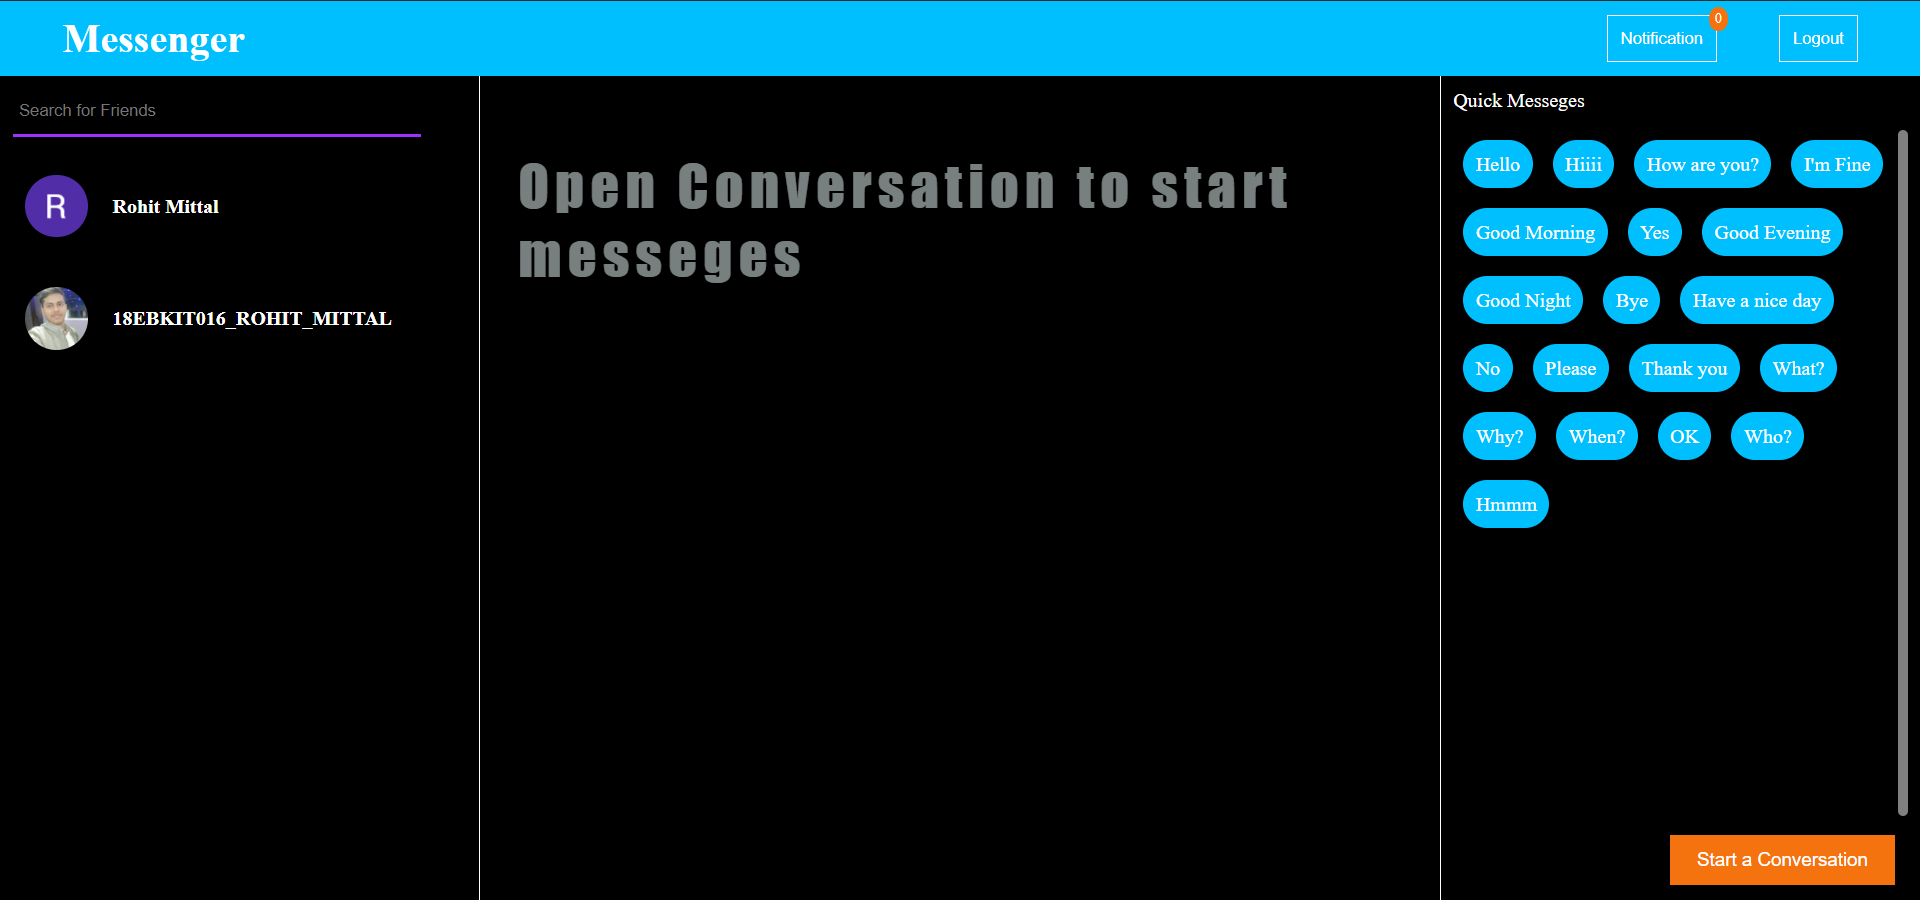 Messenger
Notification
0
Logout
Search for Friends
R
Rohit Mittal
18EBKIT016_ROHIT_MITTAL
Open Conversation to start
messeges
Quick Messeges
Hello Hiiii How are you? I'm Fine
Good Morning Yes Good Evening
Good Night Bye Have a nice day
No Please Thank you What?
Why? When? OK Who?
Hmmm
Start a Conversation